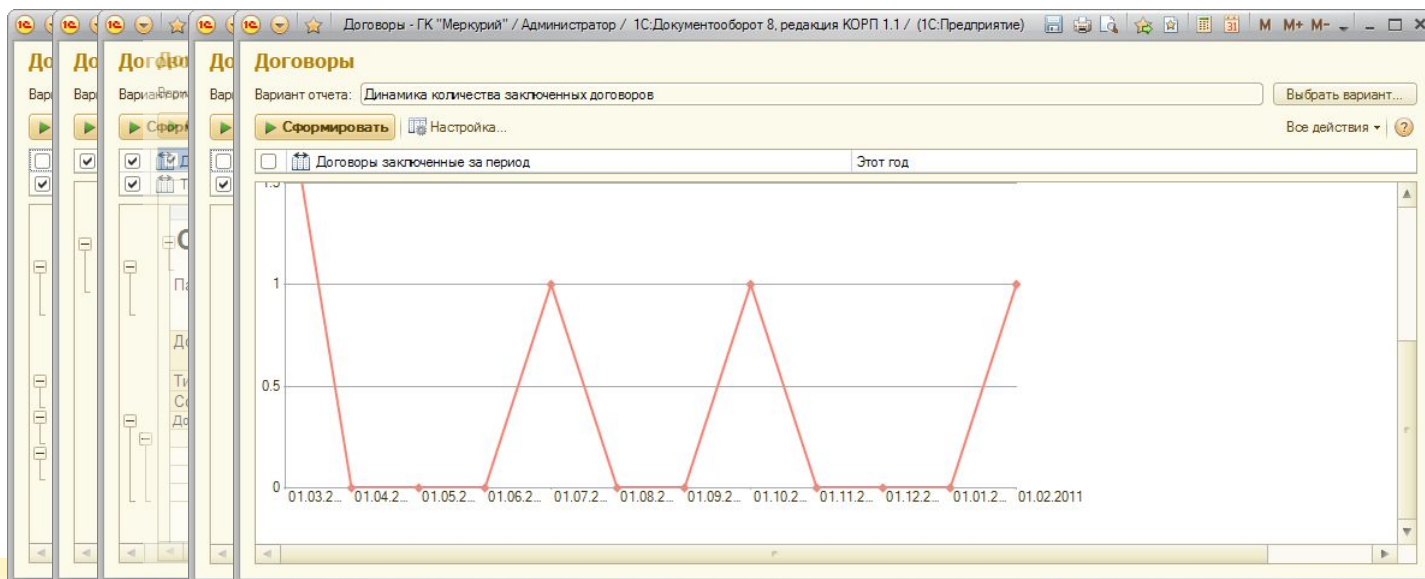 Договоры - ГК "Меркурий" / Администратор / 1С:Документооборот 8, редакция КОРП 1.1 / (1С:Предприятие) M M+ M-
Договоры
Вариант отчета: Динамика количества заключенных договоров Выбрать вариант...
Сформировать Настройка... Все действия
Договоры заключенные за период Этот год
1.5
1
0.5
0
01.03.2... 01.04.2... 01.05.2... 01.06.2... 01.07.2... 01.08.2... 01.09.2... 01.10.2... 01.11.2... 01.12.2... 01.01.2... 01.02.2011